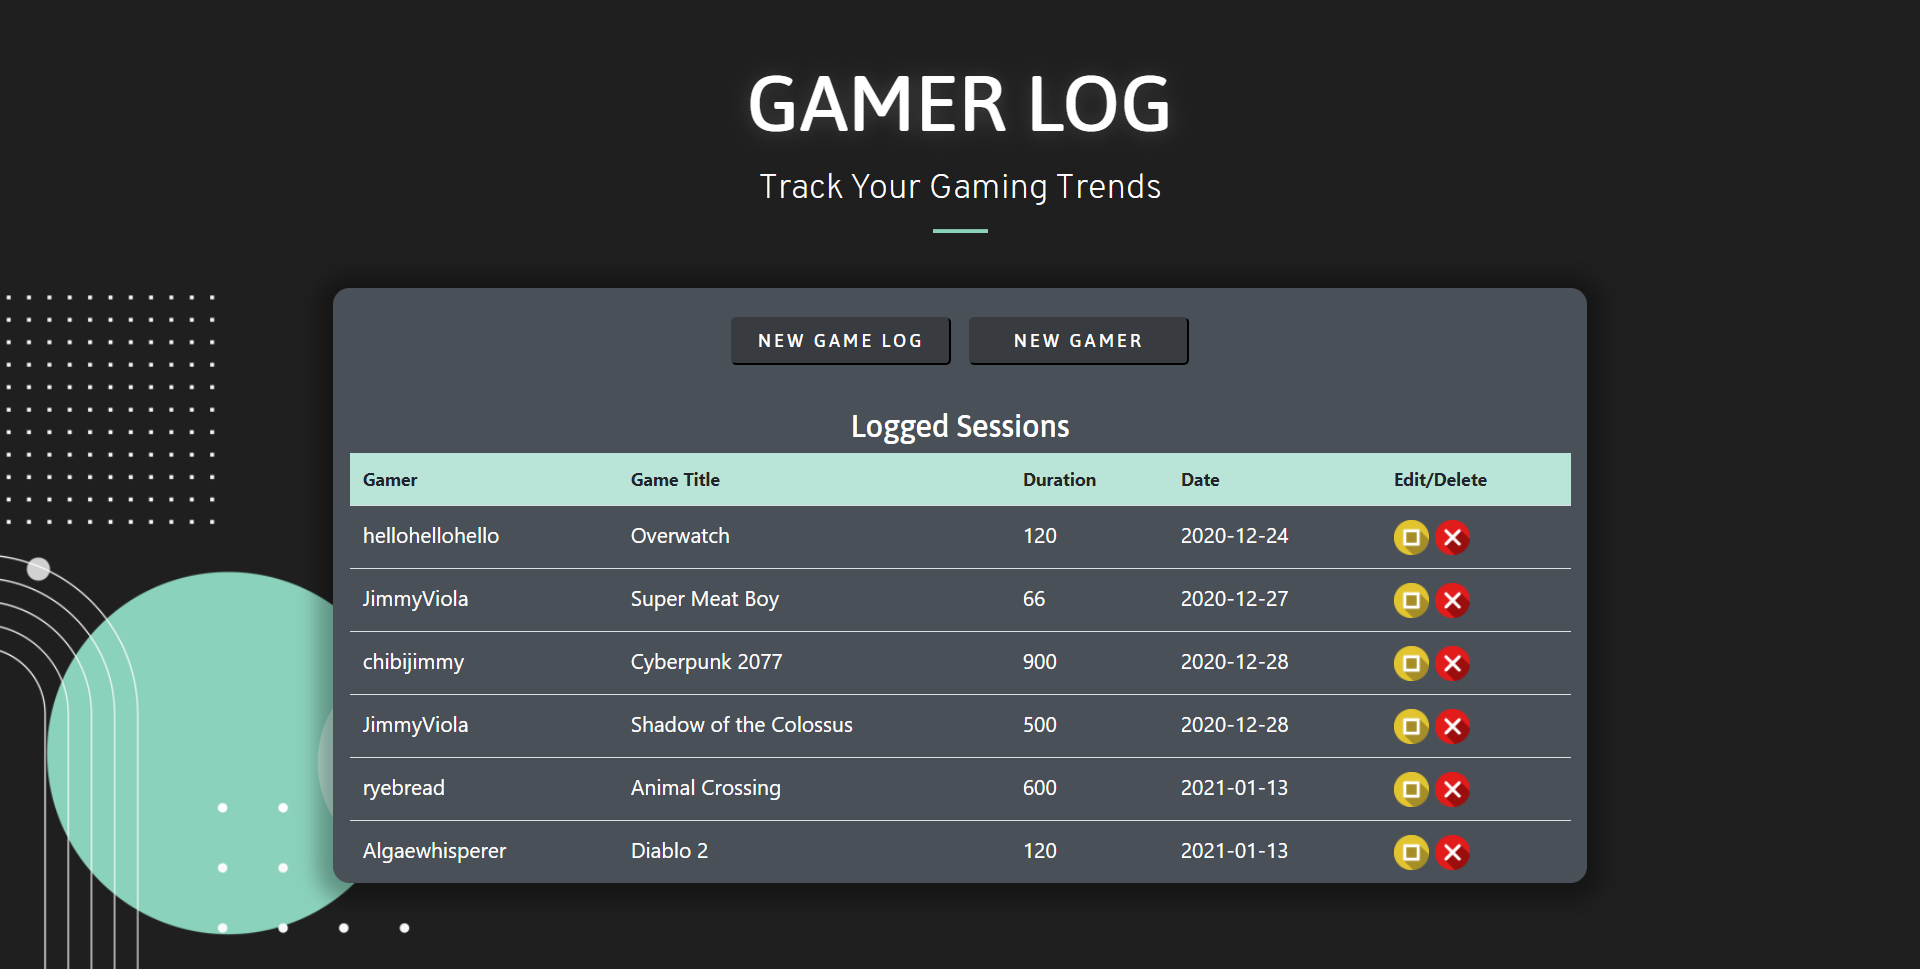 GAMER LOG
Track Your Gaming Trends
NEW GAME LOG NEW GAMER
Logged Sessions
Gamer Game Title Duration Date Edit/Delete
hellohellohello Overwatch 120 2020-12-24
JimmyViola Super Meat Boy 66 2020-12-27
chibijimmy Cyberpunk 2077 900 2020-12-28
JimmyViola Shadow of the Colossus 500 2020-12-28
ryebread Animal Crossing 600 2021-01-13
Algaewhisperer Diablo 2 120 2021-01-13